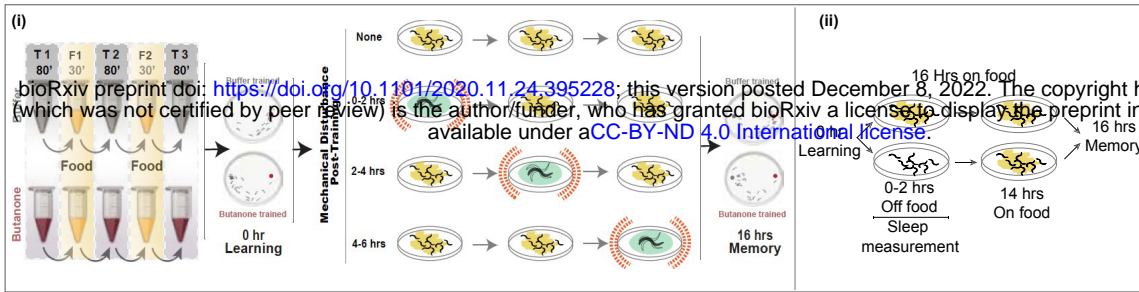 (i)
T 1 F1 T 2 F2 T 3
80' 30' 80' 30' 80'
Buffer
Food Food
Butanone
Buffer trained
Butanone trained
0 hr
Learning
Mechanical Disturbance
Post-Training
None
0-2 hrs
2-4 hrs
4-6 hrs
Buffer trained
Butanone trained
16 hrs
Memory
(ii)
16 Hrs on food
0 hr
Learning
16 hrs
Memory
0-2 hrs
Off food
Sleep
measurement
14 hrs
On food
bioRxiv preprint doi: https://doi.org/10.1101/2020.11.24.395228; this version posted December 8, 2022. The copyright h
(which was not certified by peer review) is the author/funder, who has granted bioRxiv a license to display the preprint in
available under aCC-BY-ND 4.0 International license.